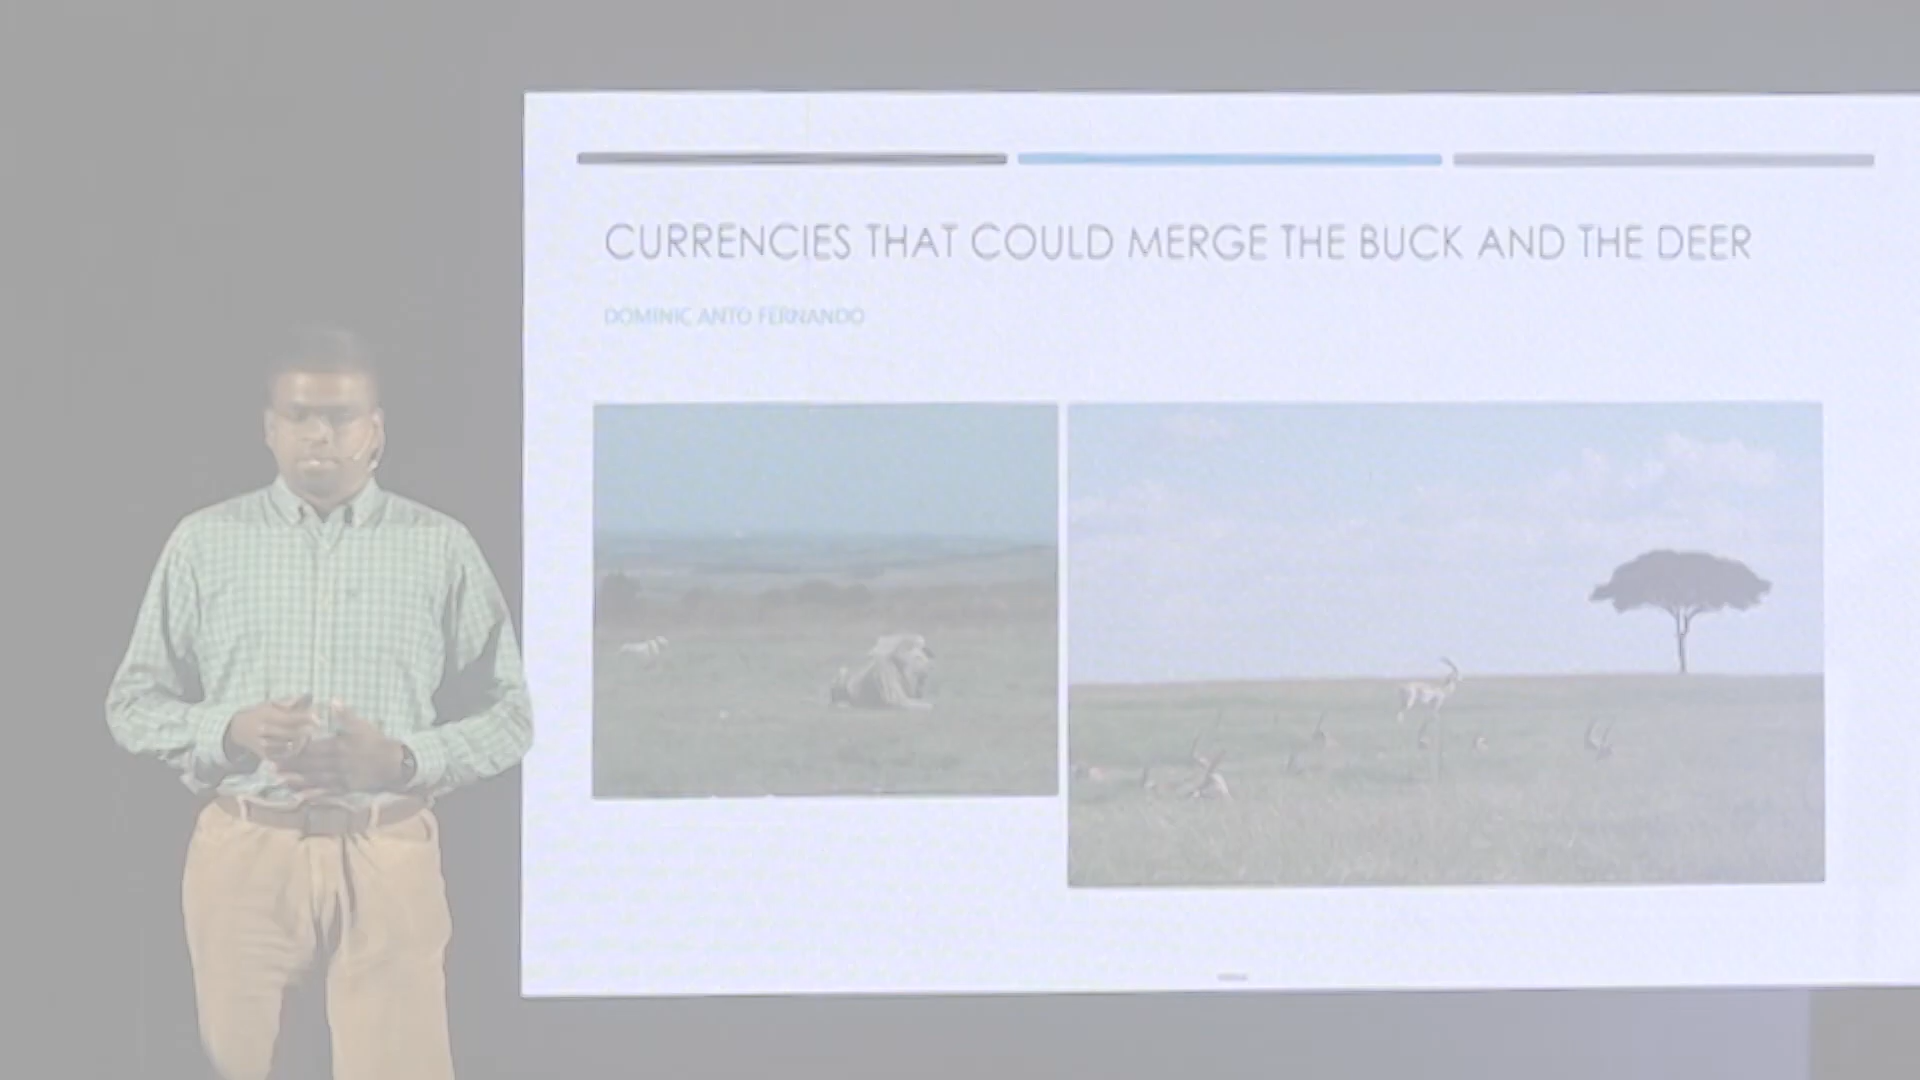 CURRENCIES THAT COULD MERGE THE BUCK AND THE DEER
DOMINIC ANTO FERNANDO